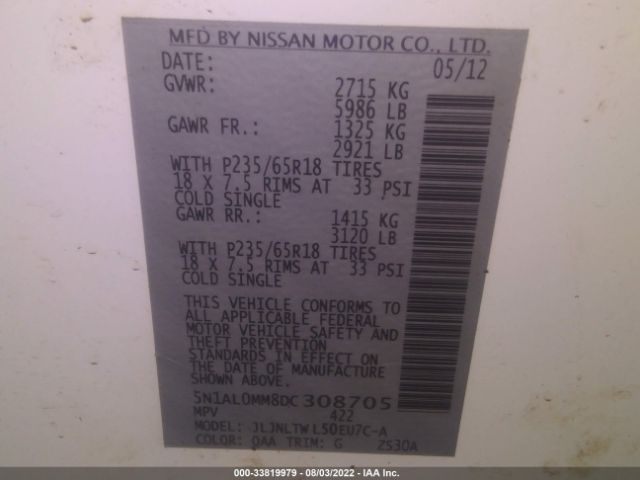 MFD BY NISSAN MOTOR CO., LTD.
DATE: 05/12
GVWR: 2715 KG
5986 LB
GAWR FR.: 1325 KG
2921 LB
WITH P235/65R18 TIRES
18 X 7.5 RIMS AT 33 PSI
COLD SINGLE
GAWR RR.: 1415 KG
3120 LB
WITH P235/65R18 TIRES
18 X 7.5 RIMS AT 33 PSI
COLD SINGLE
THIS VEHICLE CONFORMS TO
ALL APPLICABLE FEDERAL
MOTOR VEHICLE SAFETY AND
THEFT PREVENTION
STANDARDS IN EFFECT ON
THE DATE OF MANUFACTURE
SHOWN ABOVE.
5N1AL0MM8DC308705
MPV 422
MODEL: JLJNLTWL50EU7C-A
COLOR: QAA TRIM: G 2S30A
000-33819979 - 08/03/2022 - IAA Inc.